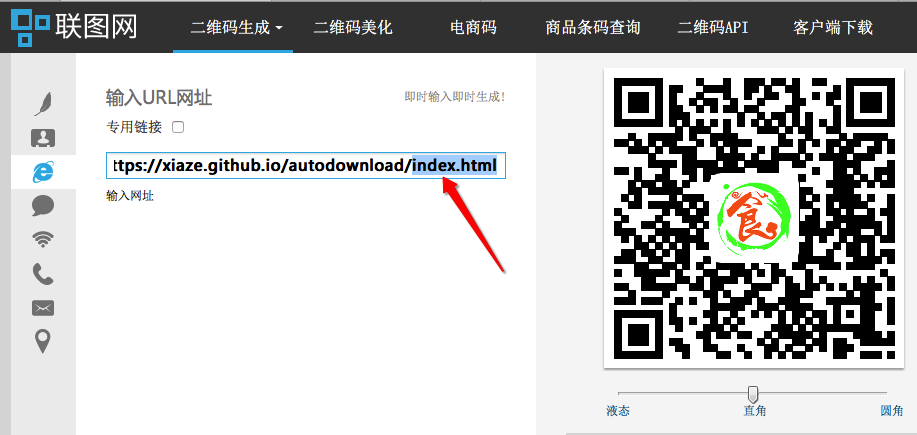 联图网
二维码生成 二维码美化 电商码 商品条码查询 二维码API 客户端下载
输入URL网址
即时输入即时生成!
专用链接
ttps://xiaze.github.io/autodownload/index.html
输入网址
食
液态 直角 圆角